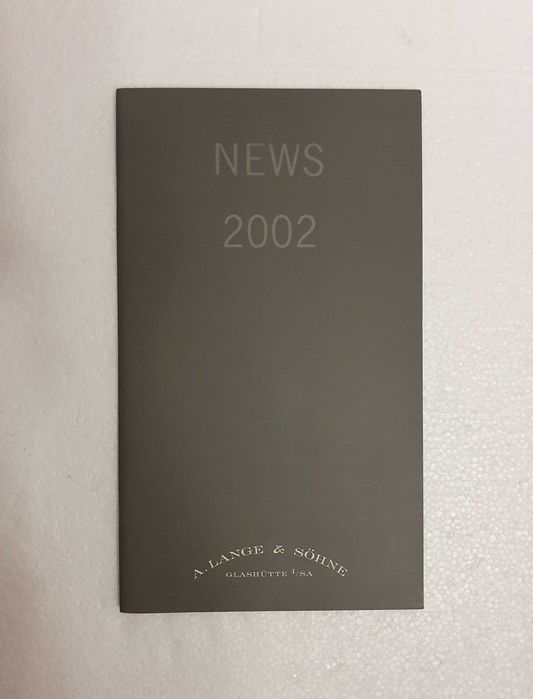 NEWS
2002
A. LANGE & SÖHNE
GLASHÜTTE I/SA